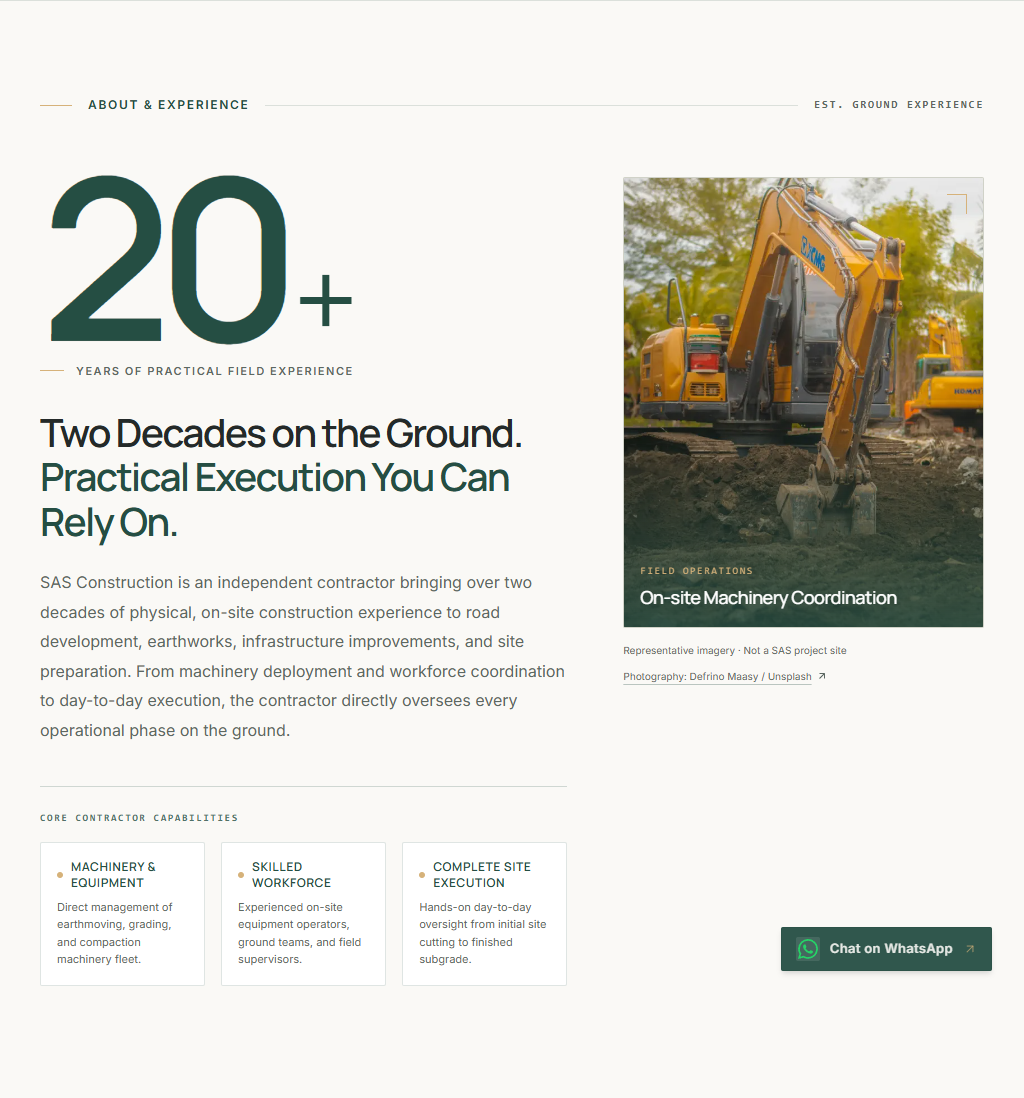 ABOUT & EXPERIENCE
EST. GROUND EXPERIENCE
20+
YEARS OF PRACTICAL FIELD EXPERIENCE
Two Decades on the Ground.
Practical Execution You Can
Rely On.
SAS Construction is an independent contractor bringing over two
decades of physical, on-site construction experience to road
development, earthworks, infrastructure improvements, and site
preparation. From machinery deployment and workforce coordination
to day-to-day execution, the contractor directly oversees every
operational phase on the ground.
CORE CONTRACTOR CAPABILITIES
MACHINERY &
EQUIPMENT
Direct management of
earthmoving, grading,
and compaction
machinery fleet.
SKILLED
WORKFORCE
Experienced on-site
equipment operators,
ground teams, and field
supervisors.
COMPLETE SITE
EXECUTION
Hands-on day-to-day
oversight from initial site
cutting to finished
subgrade.
XCMG
FIELD OPERATIONS
On-site Machinery Coordination
Representative imagery · Not a SAS project site
Photography: Defrino Maasy / Unsplash ↗
Chat on WhatsApp ↗